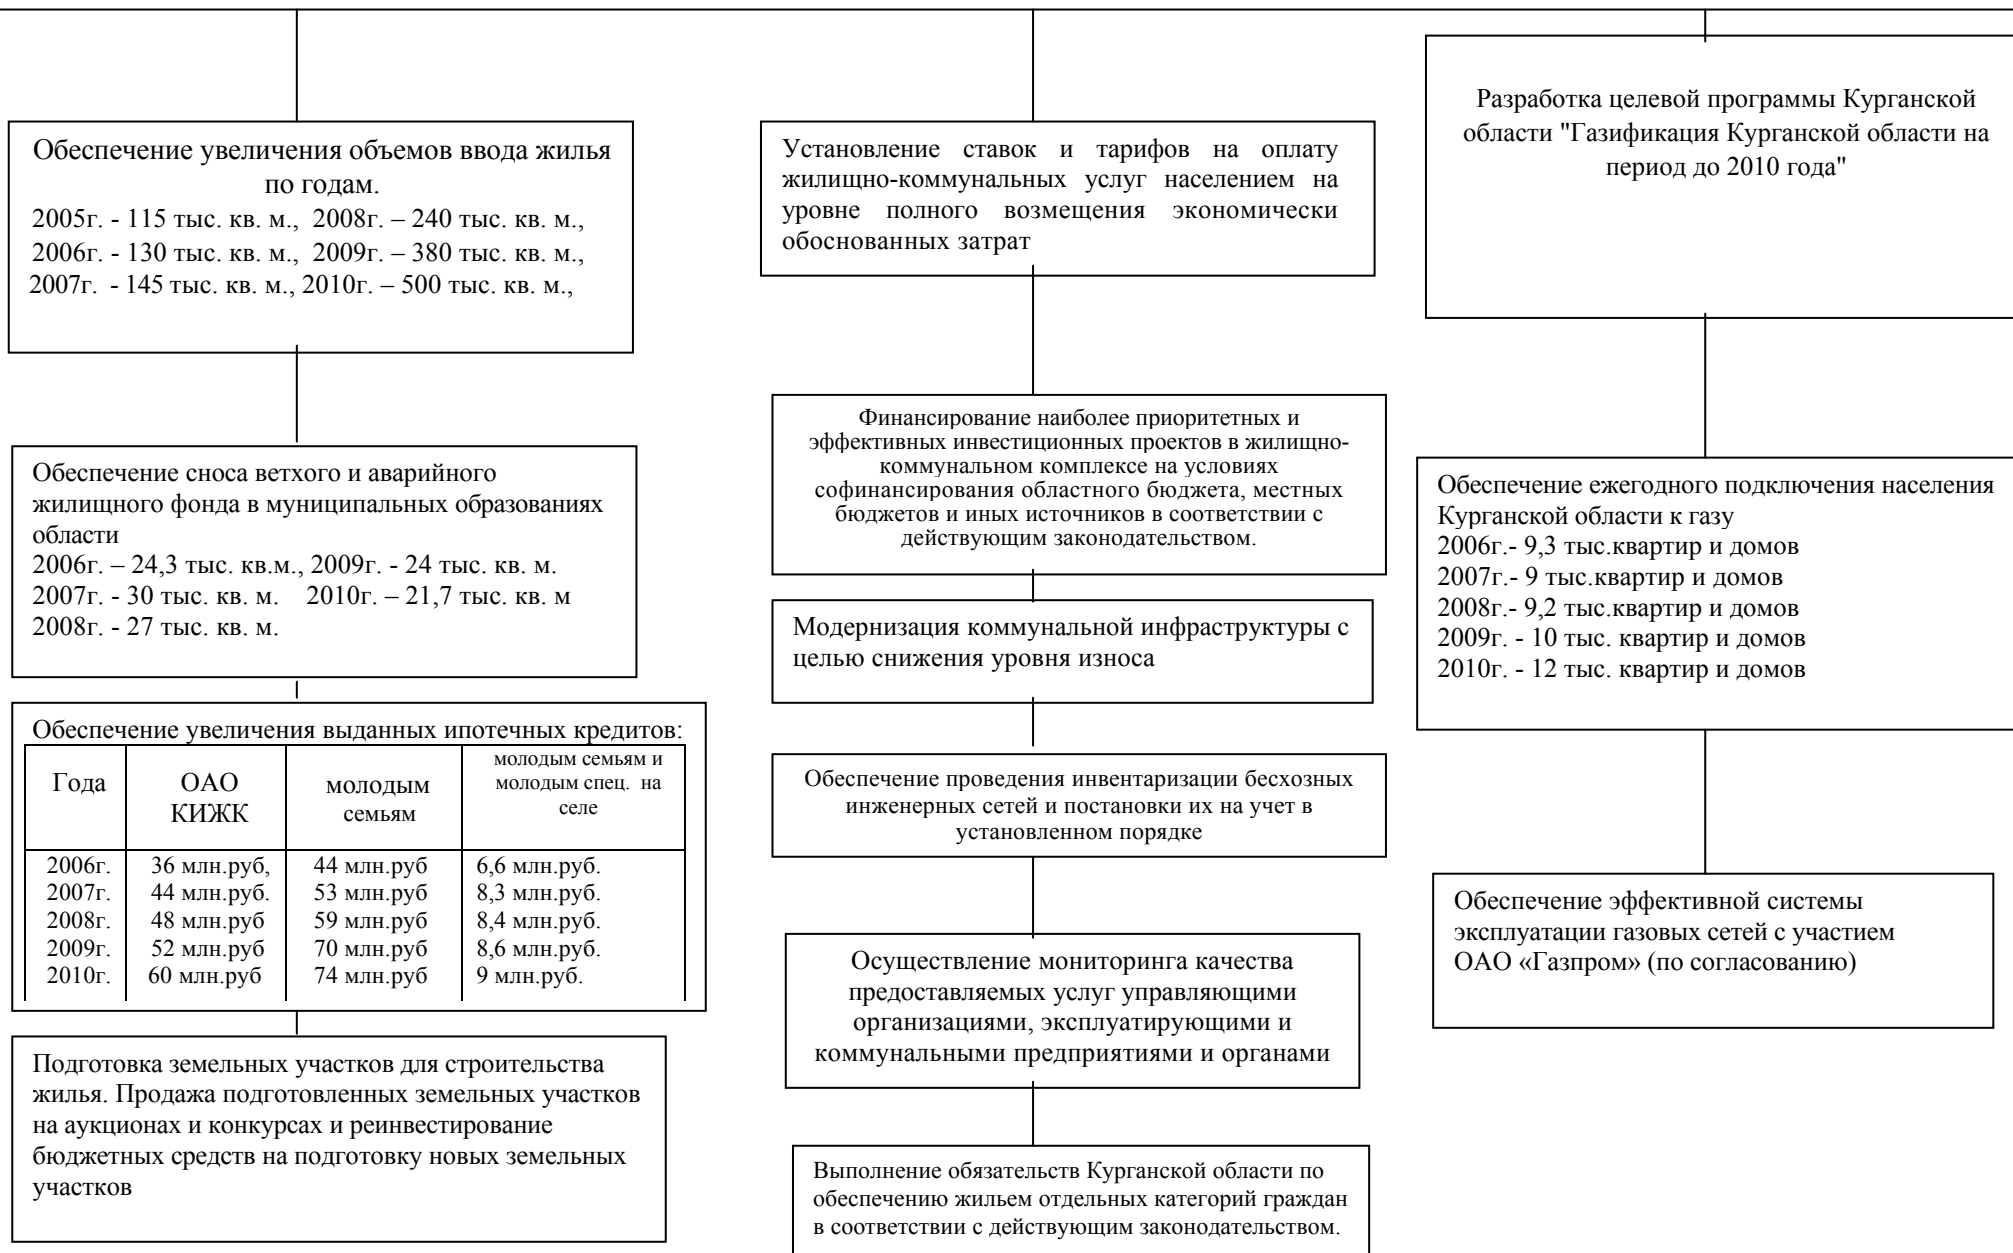 Обеспечение увеличения объемов ввода жилья
по годам.
2005г. - 115 тыс. кв. м., 2008г. – 240 тыс. кв. м.,
2006г. - 130 тыс. кв. м., 2009г. – 380 тыс. кв. м.,
2007г. - 145 тыс. кв. м., 2010г. – 500 тыс. кв. м.,
Обеспечение сноса ветхого и аварийного
жилищного фонда в муниципальных образованиях
области
2006г. – 24,3 тыс. кв.м., 2009г. - 24 тыс. кв. м.
2007г. - 30 тыс. кв. м. 2010г. – 21,7 тыс. кв. м
2008г. - 27 тыс. кв. м.
Обеспечение увеличения выданных ипотечных кредитов:
Года ОАО КИЖК молодым семьям молодым семьям и молодым спец. на селе
2006г. 36 млн.руб, 44 млн.руб 6,6 млн.руб.
2007г. 44 млн.руб. 53 млн.руб 8,3 млн.руб.
2008г. 48 млн.руб 59 млн.руб 8,4 млн.руб.
2009г. 52 млн.руб 70 млн.руб 8,6 млн.руб.
2010г. 60 млн.руб 74 млн.руб 9 млн.руб.
Подготовка земельных участков для строительства
жилья. Продажа подготовленных земельных участков
на аукционах и конкурсах и реинвестирование
бюджетных средств на подготовку новых земельных
участков
Установление ставок и тарифов на оплату
жилищно-коммунальных услуг населением на
уровне полного возмещения экономически
обоснованных затрат
Финансирование наиболее приоритетных и
эффективных инвестиционных проектов в жилищно-
коммунальном комплексе на условиях
софинансирования областного бюджета, местных
бюджетов и иных источников в соответствии с
действующим законодательством.
Модернизация коммунальной инфраструктуры с
целью снижения уровня износа
Обеспечение проведения инвентаризации бесхозных
инженерных сетей и постановки их на учет в
установленном порядке
Осуществление мониторинга качества
предоставляемых услуг управляющими
организациями, эксплуатирующими и
коммунальными предприятиями и органами
Выполнение обязательств Курганской области по
обеспечению жильем отдельных категорий граждан
в соответствии с действующим законодательством.
Разработка целевой программы Курганской
области "Газификация Курганской области на
период до 2010 года"
Обеспечение ежегодного подключения населения
Курганской области к газу
2006г.- 9,3 тыс.квартир и домов
2007г.- 9 тыс.квартир и домов
2008г.- 9,2 тыс.квартир и домов
2009г. - 10 тыс. квартир и домов
2010г. - 12 тыс. квартир и домов
Обеспечение эффективной системы
эксплуатации газовых сетей с участием
ОАО «Газпром» (по согласованию)